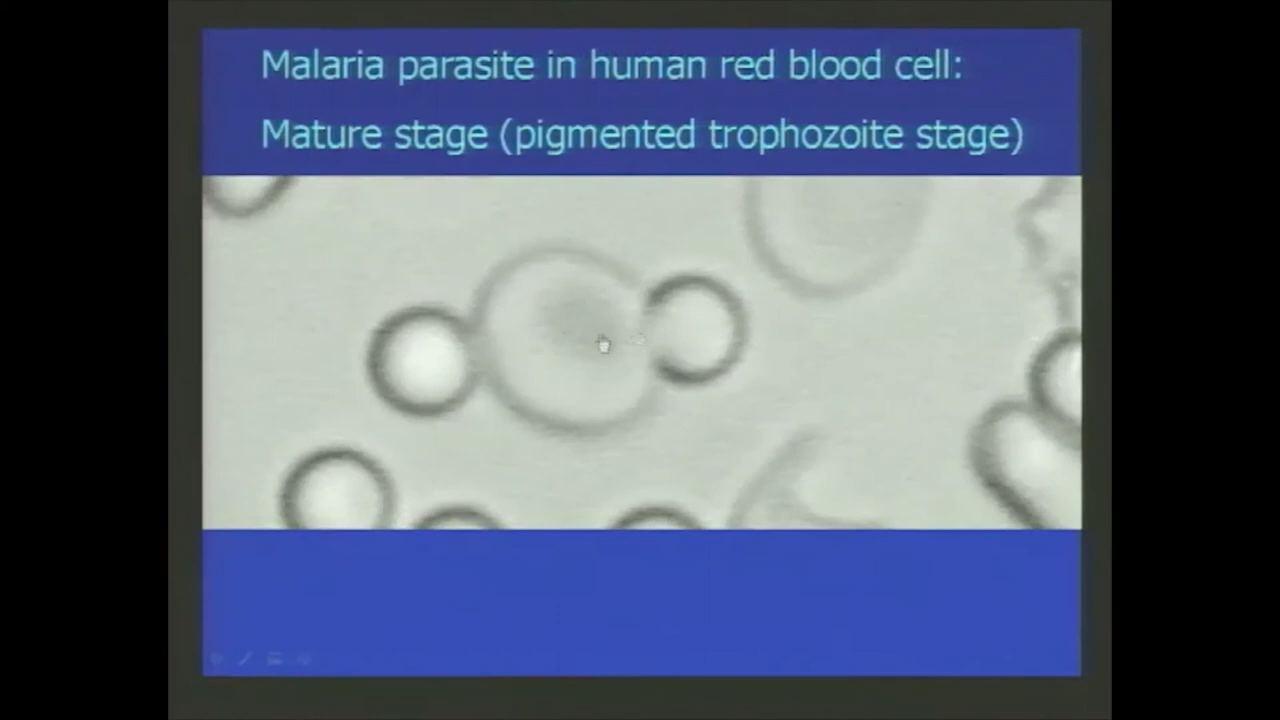 Malaria parasite in human red blood cell:
Mature stage (pigmented trophozoite stage)